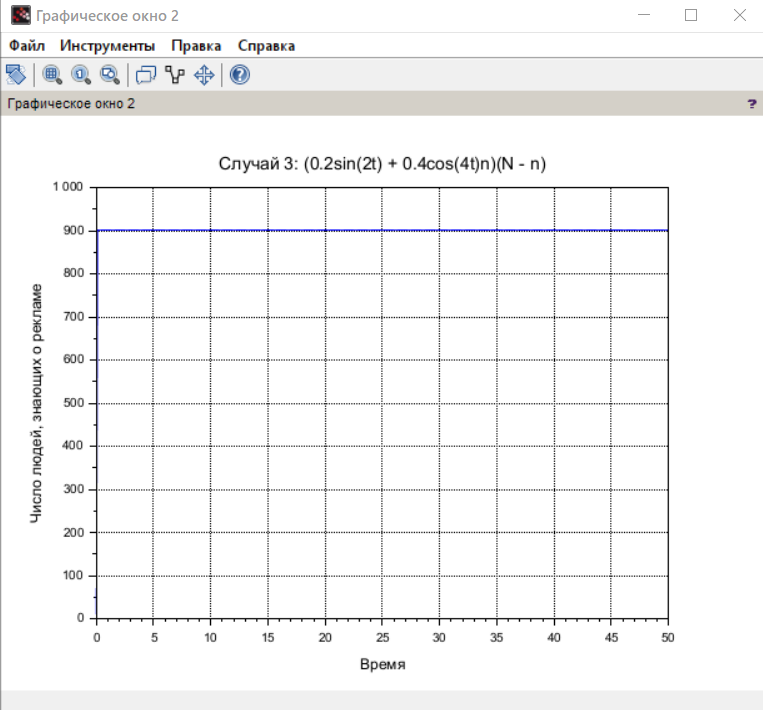 Графическое окно 2
Файл Инструменты Правка Справка
Графическое окно 2 ?
Случай 3: (0.2sin(2t) + 0.4cos(4t)n)(N - n)
1 000
900
800
700
600
500
400
300
200
100
0
Число людей, знающих о рекламе
0 5 10 15 20 25 30 35 40 45 50
Время